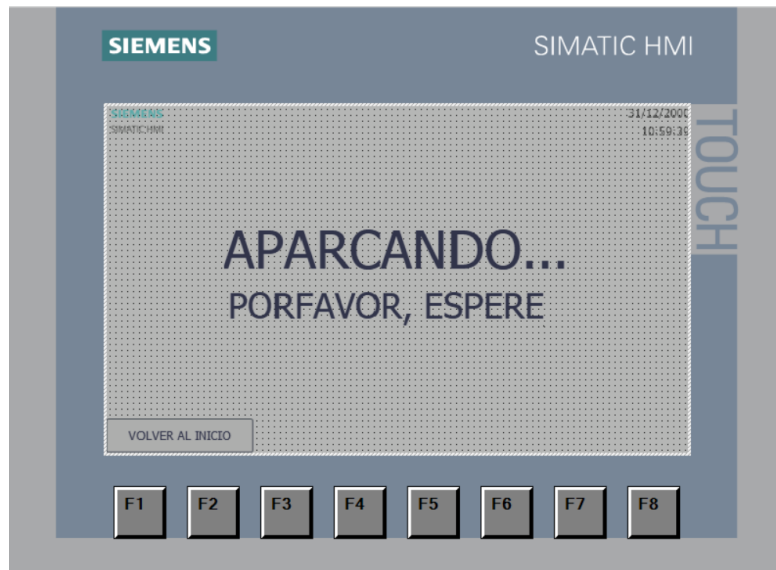 SIEMENS
SIMATIC HMI
TOUCH
SIEMENS
SIMATIC HMI
31/12/2000
10:59:39
APARCANDO...
PORFAVOR, ESPERE
VOLVER AL INICIO
F1
F2
F3
F4
F5
F6
F7
F8